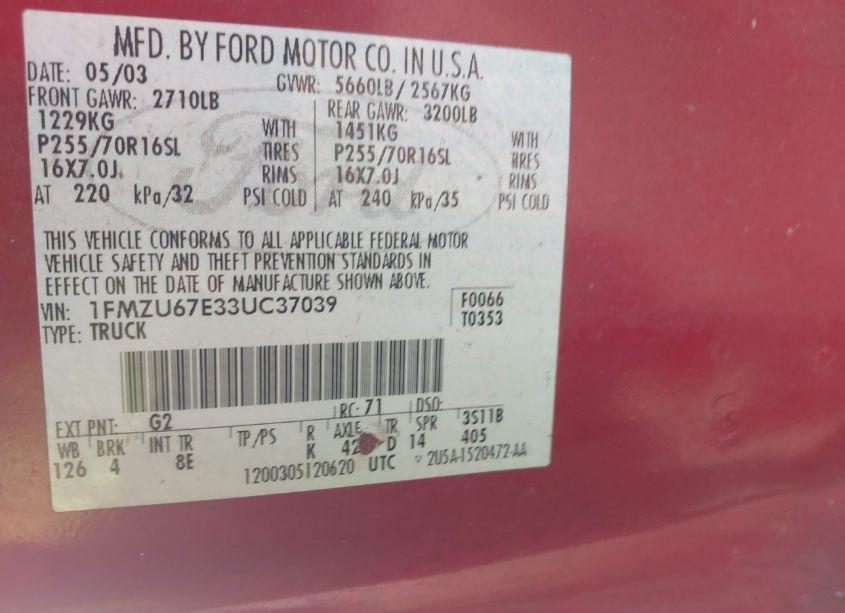 MFD. BY FORD MOTOR CO. IN U.S.A.
DATE: 05/03 GVWR: 5660LB/ 2567KG
FRONT GAWR: 2710LB REAR GAWR: 3200LB
1229KG WITH 1451KG WITH
P255/70R16SL TIRES P255/70R16SL TIRES
16X7.0J RIMS 16X7.0J RIMS
AT 220 kPa/32 PSI COLD AT 240 kPa/35 PSI COLD
Ford
THIS VEHICLE CONFORMS TO ALL APPLICABLE FEDERAL MOTOR
VEHICLE SAFETY AND THEFT PREVENTION STANDARDS IN
EFFECT ON THE DATE OF MANUFACTURE SHOWN ABOVE.
VIN: 1FMZU67E33UC37039 F0066
TYPE: TRUCK T0353
EXT PNT: G2 RC: 71 DSO:
WB BRK INT TR TP/PS R AXLE TR SPR 3S11B
126 4 8E K 42 D 14 405
1200305120620 UTC 2U5A-1520472-AA